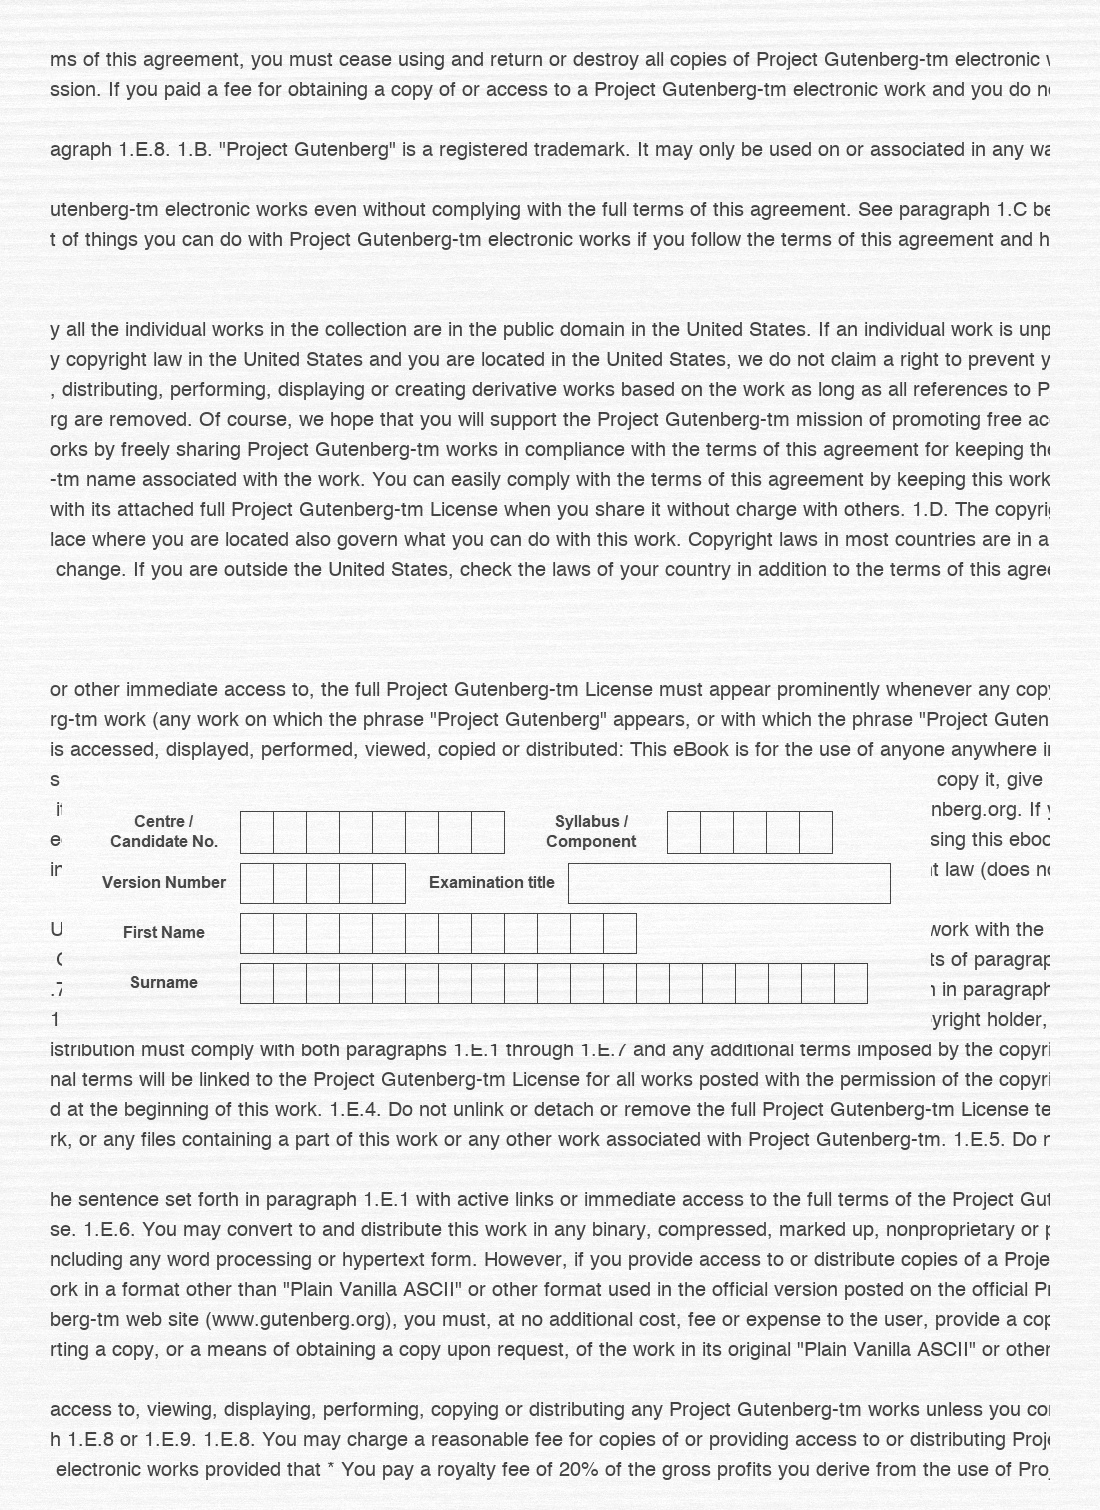 ms of this agreement, you must cease using and return or destroy all copies of Project Gutenberg-tm electronic
ssion. If you paid a fee for obtaining a copy of or access to a Project Gutenberg-tm electronic work and you do
agraph 1.E.8. 1.B. "Project Gutenberg" is a registered trademark. It may only be used on or associated in any
utenberg-tm electronic works even without complying with the full terms of this agreement. See paragraph 1.C be
t of things you can do with Project Gutenberg-tm electronic works if you follow the terms of this agreement and h
y all the individual works in the collection are in the public domain in the United States. If an individual work is unp
y copyright law in the United States and you are located in the United States, we do not claim a right to prevent y
, distributing, performing, displaying or creating derivative works based on the work as long as all references to P
rg are removed. Of course, we hope that you will support the Project Gutenberg-tm mission of promoting free ac
orks by freely sharing Project Gutenberg-tm works in compliance with the terms of this agreement for keeping the
-tm name associated with the work. You can easily comply with the terms of this agreement by keeping this work
with its attached full Project Gutenberg-tm License when you share it without charge with others. 1.D. The copyri
lace where you are located also govern what you can do with this work. Copyright laws in most countries are in a
change. If you are outside the United States, check the laws of your country in addition to the terms of this agre
or other immediate access to, the full Project Gutenberg-tm License must appear prominently whenever any copy
rg-tm work (any work on which the phrase "Project Gutenberg" appears, or with which the phrase "Project Guten
is accessed, displayed, performed, viewed, copied or distributed: This eBook is for the use of anyone anywhere in
s copy it, give
it nberg.org. If
e sing this eboo
in t law (does no
U work with the
ts of paragrap
.7 n in paragraph
1 yright holder,
Centre / Candidate No.
Syllabus / Component
Version Number Examination title
First Name
Surname
istribution must comply with both paragraphs 1.E.1 through 1.E.7 and any additional terms imposed by the copyri
nal terms will be linked to the Project Gutenberg-tm License for all works posted with the permission of the copyri
d at the beginning of this work. 1.E.4. Do not unlink or detach or remove the full Project Gutenberg-tm License te
rk, or any files containing a part of this work or any other work associated with Project Gutenberg-tm. 1.E.5. Do
he sentence set forth in paragraph 1.E.1 with active links or immediate access to the full terms of the Project Gut
se. 1.E.6. You may convert to and distribute this work in any binary, compressed, marked up, nonproprietary or p
ncluding any word processing or hypertext form. However, if you provide access to or distribute copies of a Proje
ork in a format other than "Plain Vanilla ASCII" or other format used in the official version posted on the official Pr
berg-tm web site (www.gutenberg.org), you must, at no additional cost, fee or expense to the user, provide a cop
rting a copy, or a means of obtaining a copy upon request, of the work in its original "Plain Vanilla ASCII" or other
access to, viewing, displaying, performing, copying or distributing any Project Gutenberg-tm works unless you co
h 1.E.8 or 1.E.9. 1.E.8. You may charge a reasonable fee for copies of or providing access to or distributing Proje
electronic works provided that * You pay a royalty fee of 20% of the gross profits you derive from the use of Proj